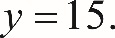 y = 15.